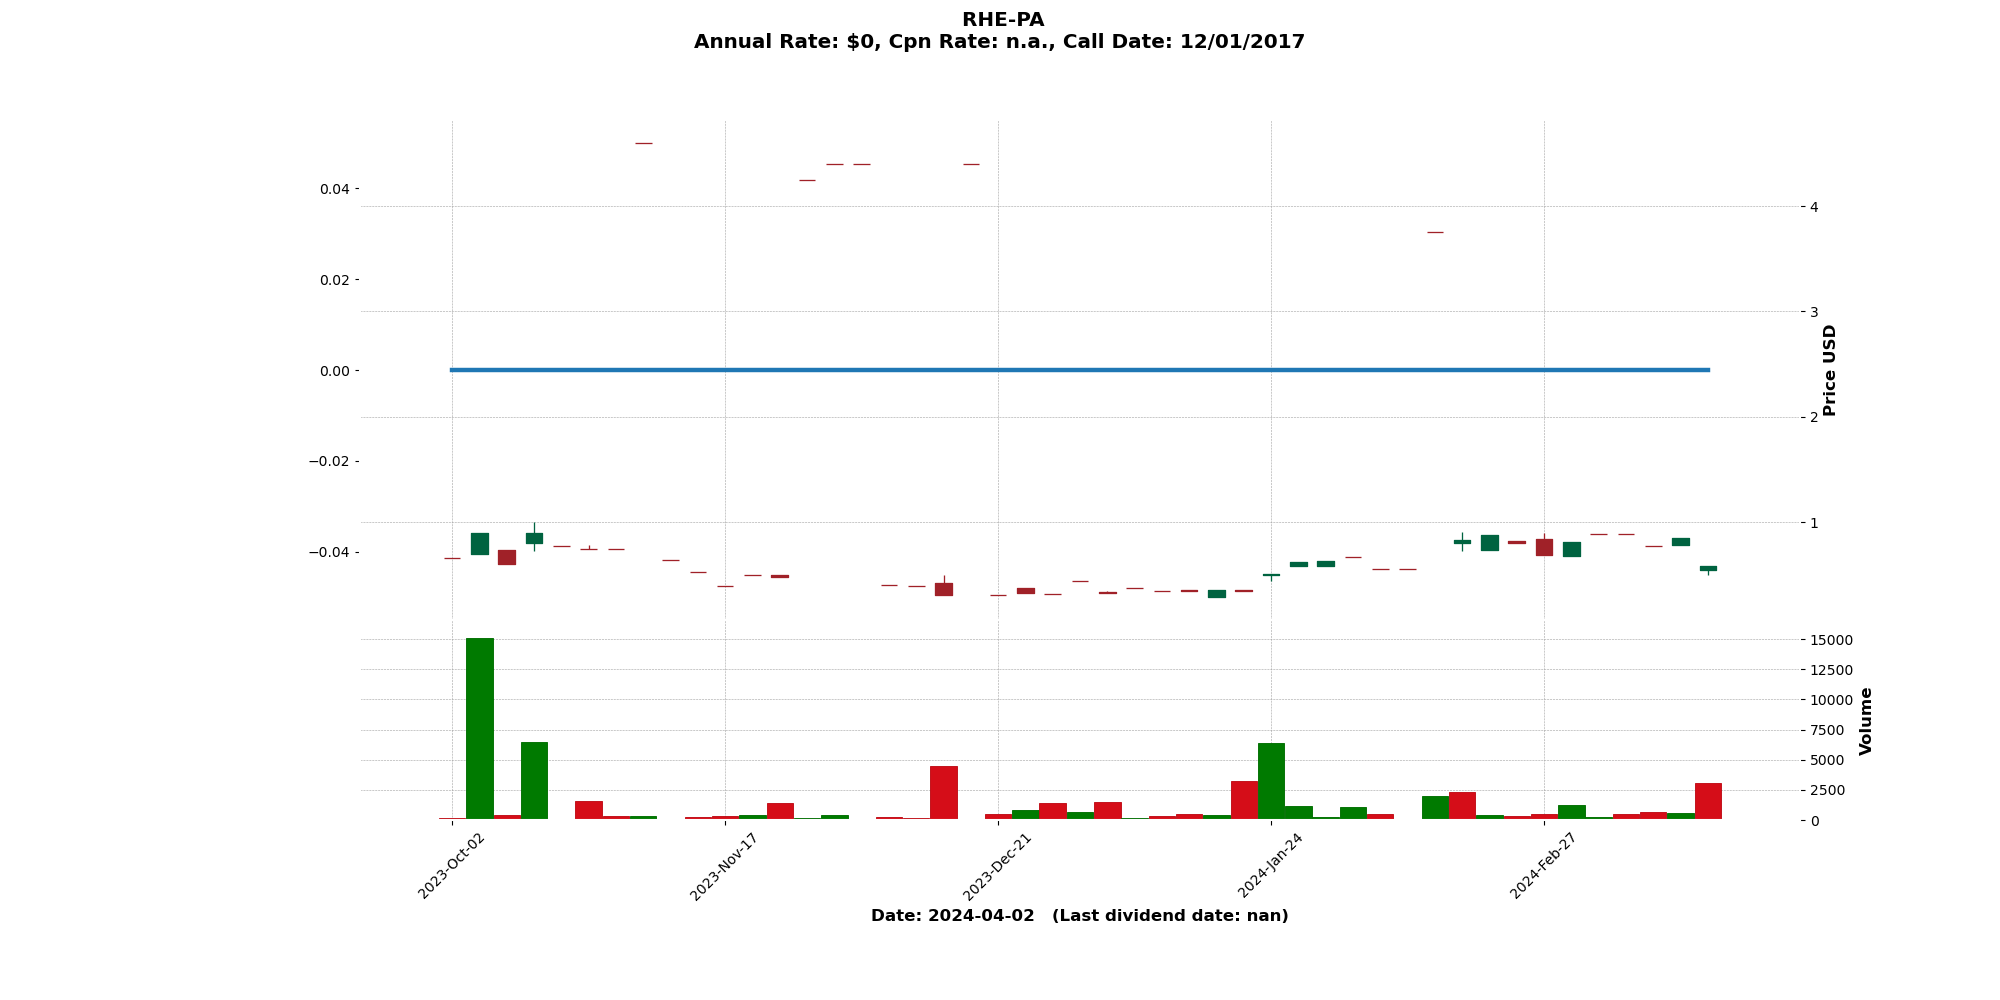 RHE-PA
Annual Rate: $0, Cpn Rate: n.a., Call Date: 12/01/2017
0.04
0.02
0.00
−0.02
−0.04
4
3
2
1
Price USD
15000
12500
10000
7500
5000
2500
0
Volume
2023-Oct-02
2023-Nov-17
2023-Dec-21
2024-Jan-24
2024-Feb-27
Date: 2024-04-02   (Last dividend date: nan)